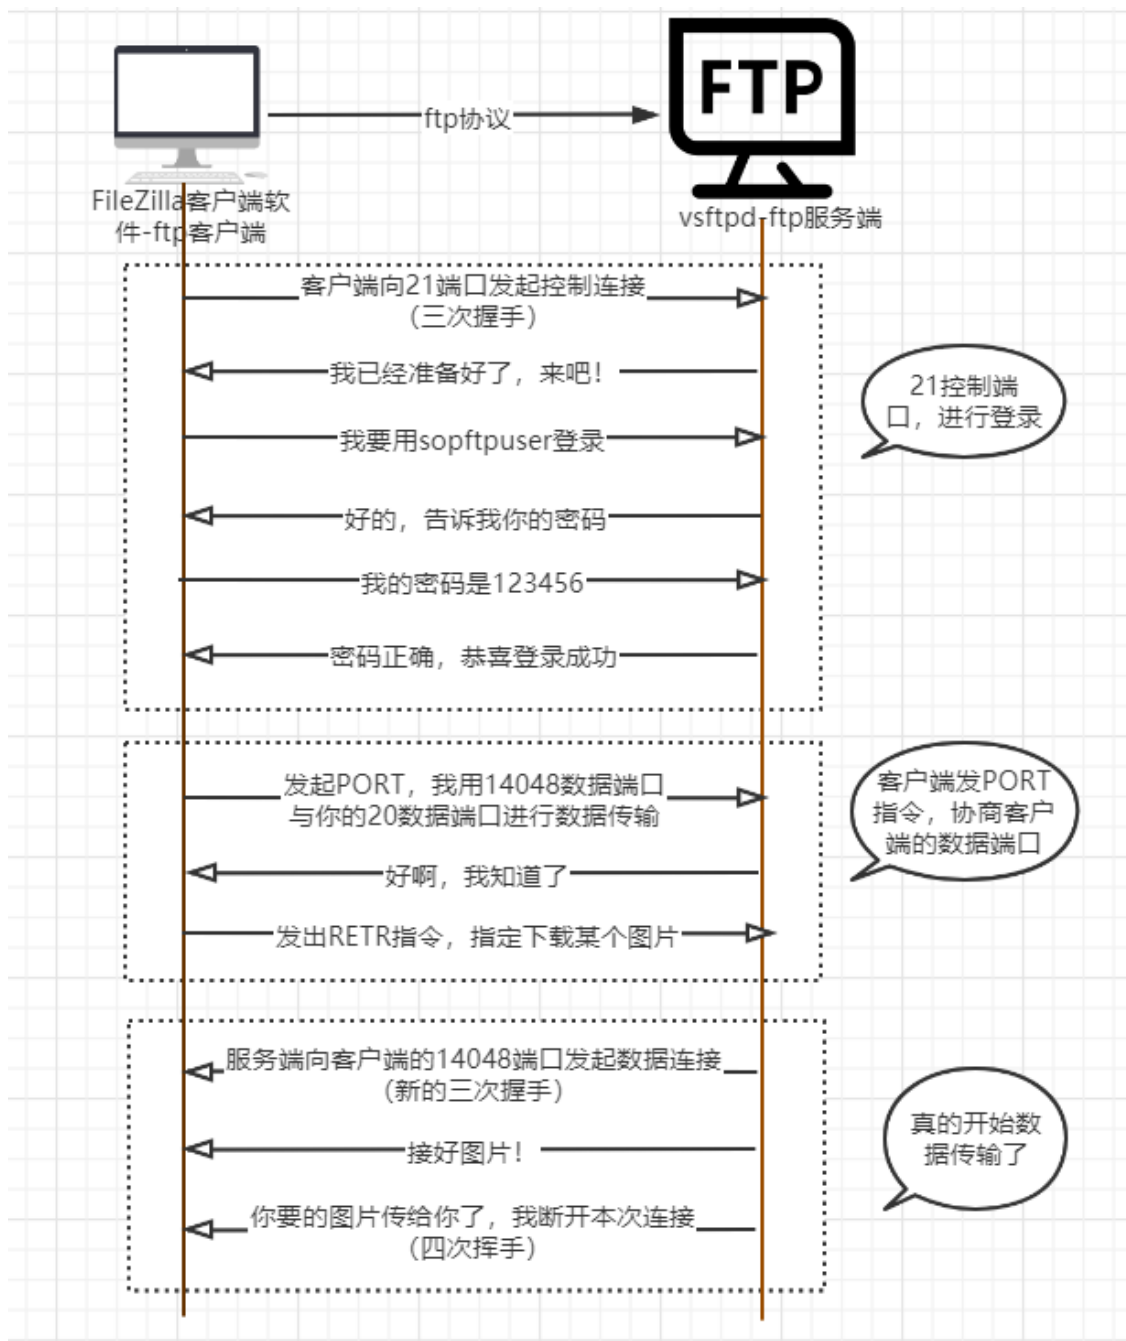 FTP
ftp协议
FileZilla客户端软
件-ftp客户端
vsftpd-ftp服务端
客户端向21端口发起控制连接
（三次握手）
我已经准备好了，来吧！
21控制端
口，进行登录
我要用sopftpuser登录
好的，告诉我你的密码
我的密码是123456
密码正确，恭喜登录成功
发起PORT，我用14048数据端口
与你的20数据端口进行数据传输
客户端发PORT
指令，协商客户
端的数据端口
好啊，我知道了
发出RETR指令，指定下载某个图片
服务端向客户端的14048端口发起数据连接
（新的三次握手）
真的开始数
据传输了
接好图片！
你要的图片传给你了，我断开本次连接
（四次挥手）